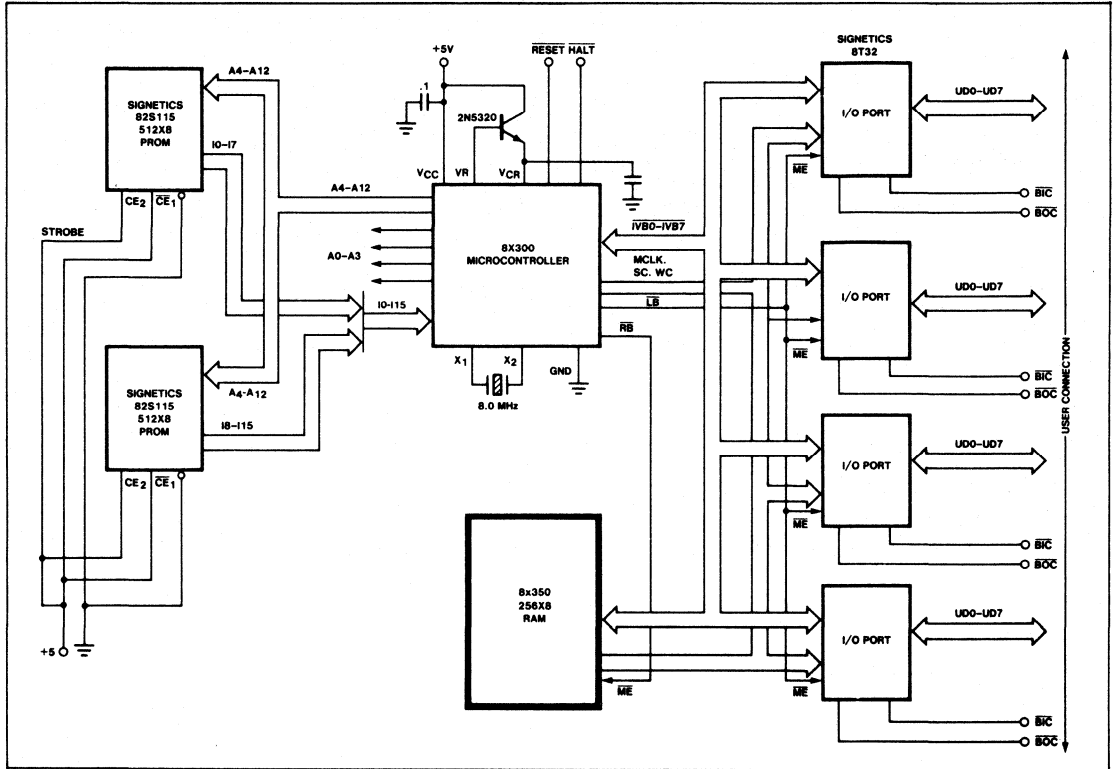 SIGNETICS
82S115
512X8
PROM
A4-A12
I0-I7
CE2
CE1
STROBE
SIGNETICS
82S115
512X8
PROM
A4-A12
I8-I15
CE2
CE1
+5
+5V
.1
2N5320
RESET
HALT
VCC
VR
VCR
A4-A12
A0-A3
I0-I15
8X300
MICROCONTROLLER
X1
X2
8.0 MHz
GND
IVB0-IVB7
MCLK.
SC. WC
LB
RB
8x350
256X8
RAM
ME
SIGNETICS
8T32
I/O PORT
UD0-UD7
ME
BIC
BOC
I/O PORT
UD0-UD7
ME
BIC
BOC
I/O PORT
UD0-UD7
ME
BIC
BOC
I/O PORT
UD0-UD7
ME
BIC
BOC
USER CONNECTION